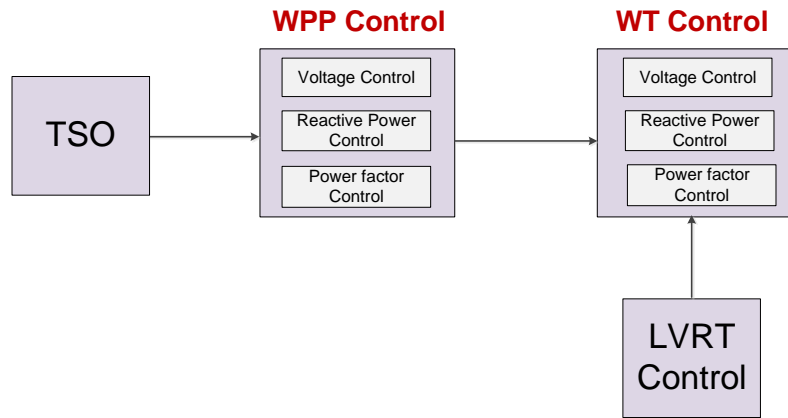 WPP Control
WT Control
TSO
Voltage Control
Reactive Power
Control
Power factor
Control
Voltage Control
Reactive Power
Control
Power factor
Control
LVRT
Control